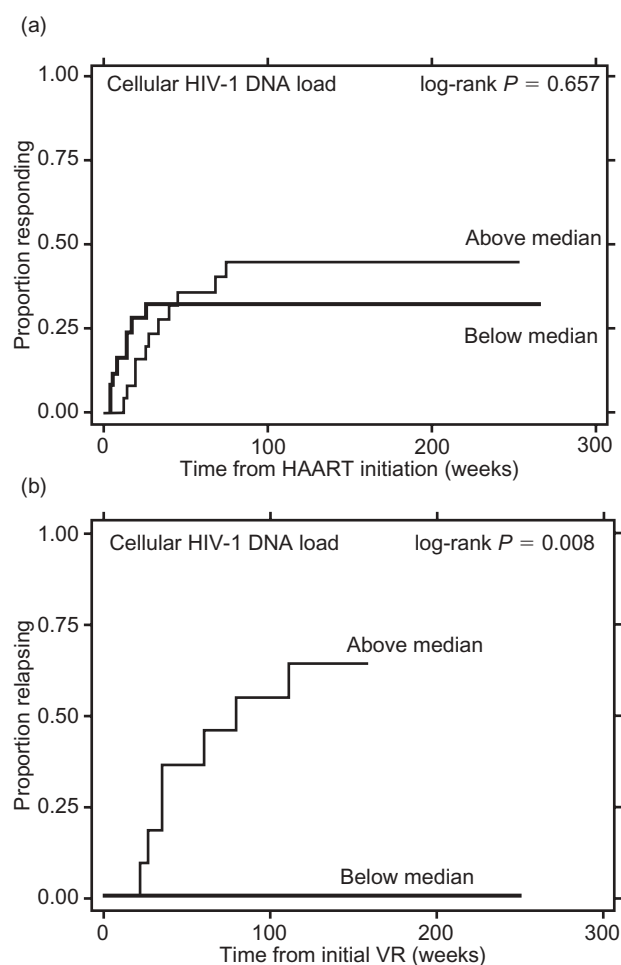 (a)
Cellular HIV-1 DNA load log-rank P = 0.657
1.00
0.75
0.50
0.25
0.00
Proportion responding
Above median
Below median
0 100 200 300
Time from HAART initiation (weeks)
(b)
Cellular HIV-1 DNA load log-rank P = 0.008
1.00
0.75
0.50
0.25
0.00
Proportion relapsing
Above median
Below median
0 100 200 300
Time from initial VR (weeks)